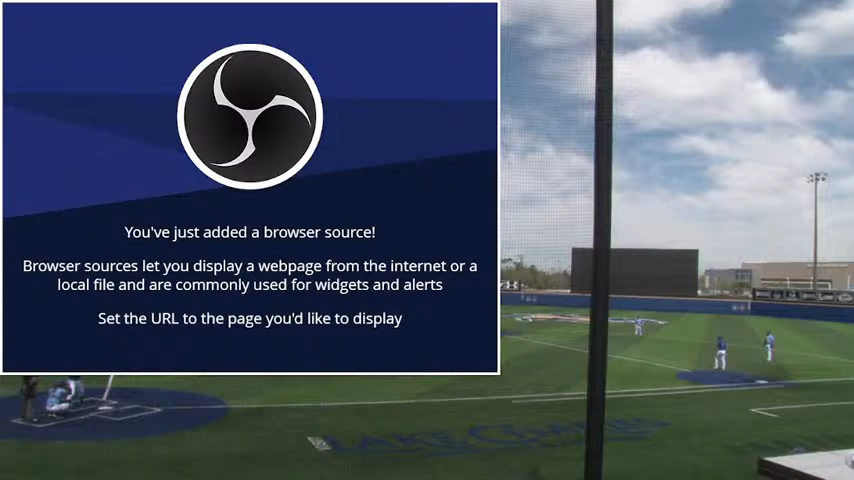 You've just added a browser source!
Browser sources let you display a webpage from the internet or a
local file and are commonly used for widgets and alerts
Set the URL to the page you'd like to display
LAKE